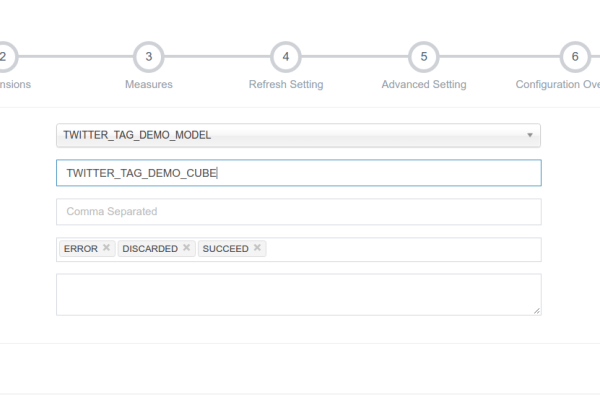 2 3 4 5 6
nsions Measures Refresh Setting Advanced Setting Configuration Ove
TWITTER_TAG_DEMO_MODEL
TWITTER_TAG_DEMO_CUBE
Comma Separated
ERROR × DISCARDED × SUCCEED ×